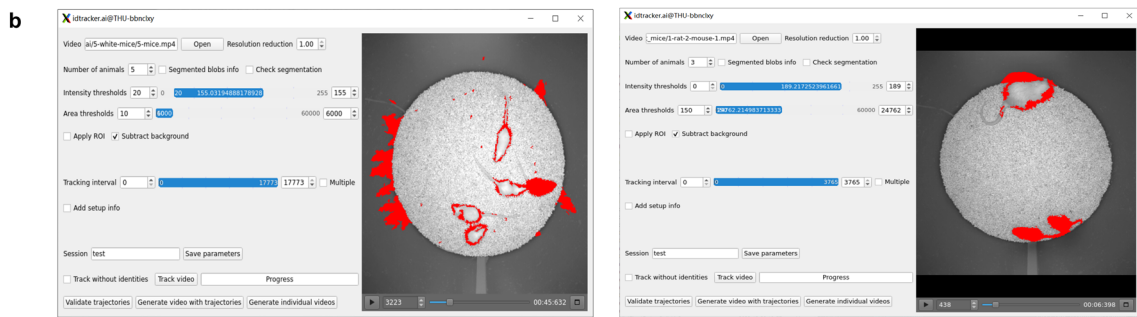 b
idtracker.ai@THU-bbnclxy
Video ai/5-white-mice/5-mice.mp4 Open Resolution reduction 1.00
Number of animals 5 Segmented blobs info Check segmentation
Intensity thresholds 20 0 20 155.03194888178928 255 155
Area thresholds 10 60000 6000
Apply ROI Subtract background
Tracking interval 0 0 17773 17773 Multiple
Add setup info
Session test Save parameters
Track without identities Track video Progress
Validate trajectories Generate video with trajectories Generate individual videos
3223 00:45:632
idtracker.ai@THU-bbnclxy
Video :_mice/1-rat-2-mouse-1.mp4 Open Resolution reduction 1.00
Number of animals 3 Segmented blobs info Check segmentation
Intensity thresholds 0 0 189.2172523961661 255 189
Area thresholds 150 60000 24762
Apply ROI Subtract background
Tracking interval 0 0 3765 3765 Multiple
Add setup info
Session test Save parameters
Track without identities Track video Progress
Validate trajectories Generate video with trajectories Generate individual videos
438 00:06:398